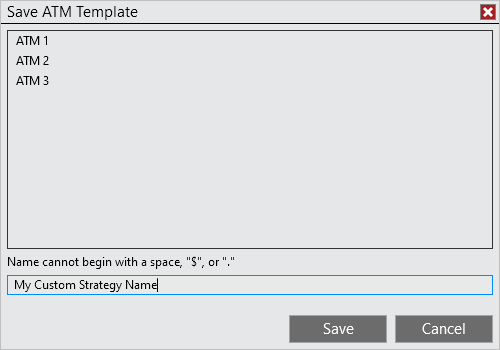 Save ATM Template
ATM 1
ATM 2
ATM 3
Name cannot begin with a space, "$", or "."
My Custom Strategy Name
Save Cancel